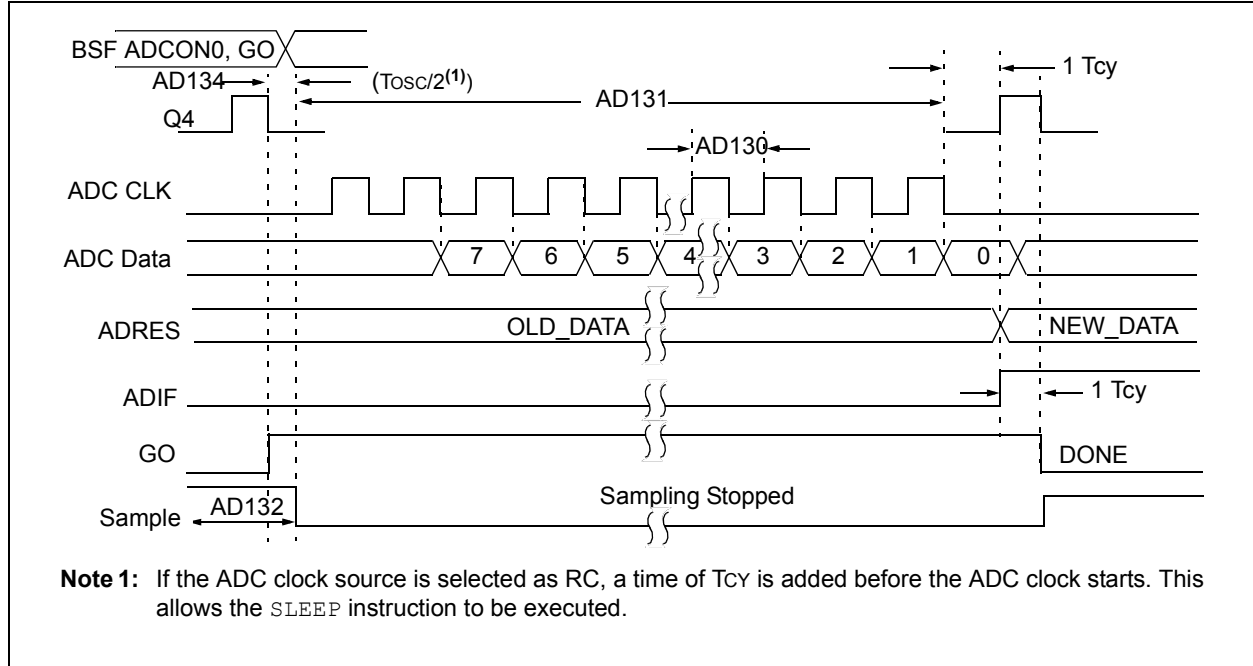 BSF ADCON0, GO
AD134
(TOSC/2(1))
AD131
1 Tcy
Q4
AD130
ADC CLK
ADC Data
7 6 5 4 3 2 1 0
ADRES
OLD_DATA
NEW_DATA
ADIF
1 Tcy
GO
DONE
Sample
AD132
Sampling Stopped
Note 1: If the ADC clock source is selected as RC, a time of TCY is added before the ADC clock starts. This
allows the SLEEP instruction to be executed.